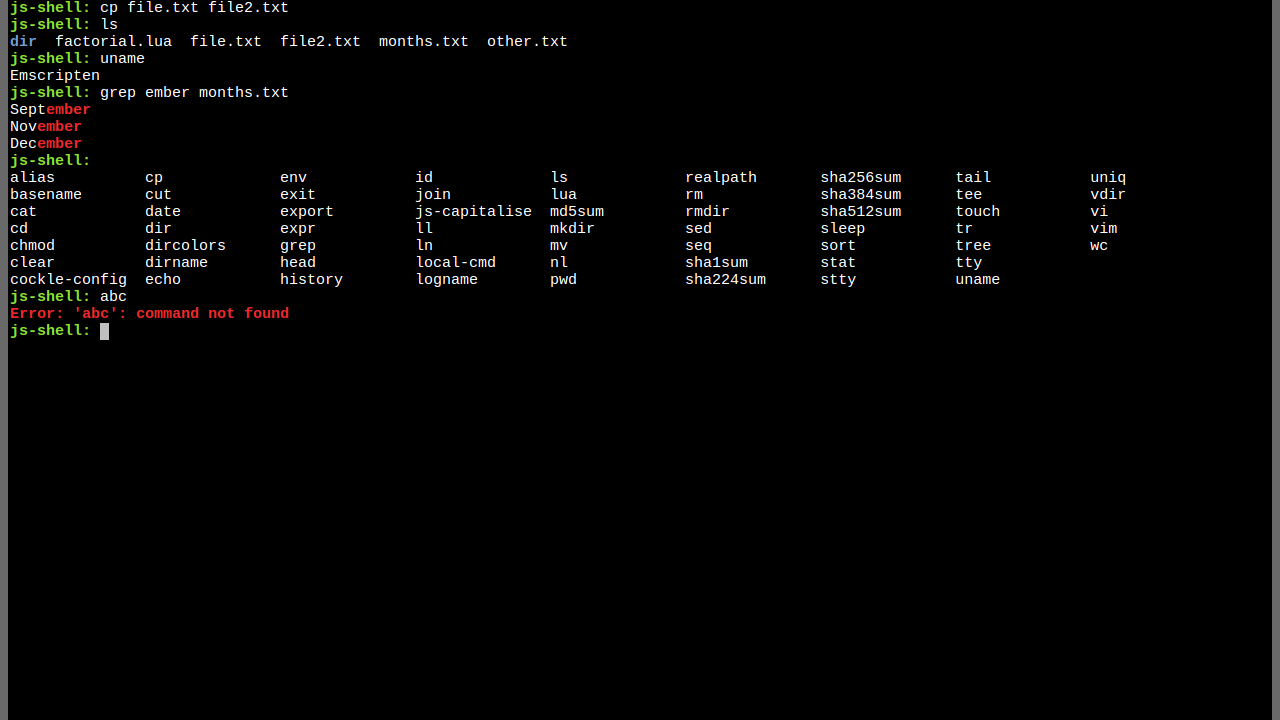 js-shell: cp file.txt file2.txt
js-shell: ls
dir  factorial.lua  file.txt  file2.txt  months.txt  other.txt
js-shell: uname
Emscripten
js-shell: grep ember months.txt
September
November
December
js-shell:
alias          cp             env            id             ls             realpath       sha256sum      tail           uniq
basename       cut            exit           join           lua            rm             sha384sum      tee            vdir
cat            date           export         js-capitalise  md5sum         rmdir          sha512sum      touch          vi
cd             dir            expr           ll             mkdir          sed            sleep          tr             vim
chmod          dircolors      grep           ln             mv             seq            sort           tree           wc
clear          dirname        head           local-cmd      nl             sha1sum        stat           tty
cockle-config  echo           history        logname        pwd            sha224sum      stty           uname
js-shell: abc
Error: 'abc': command not found
js-shell: